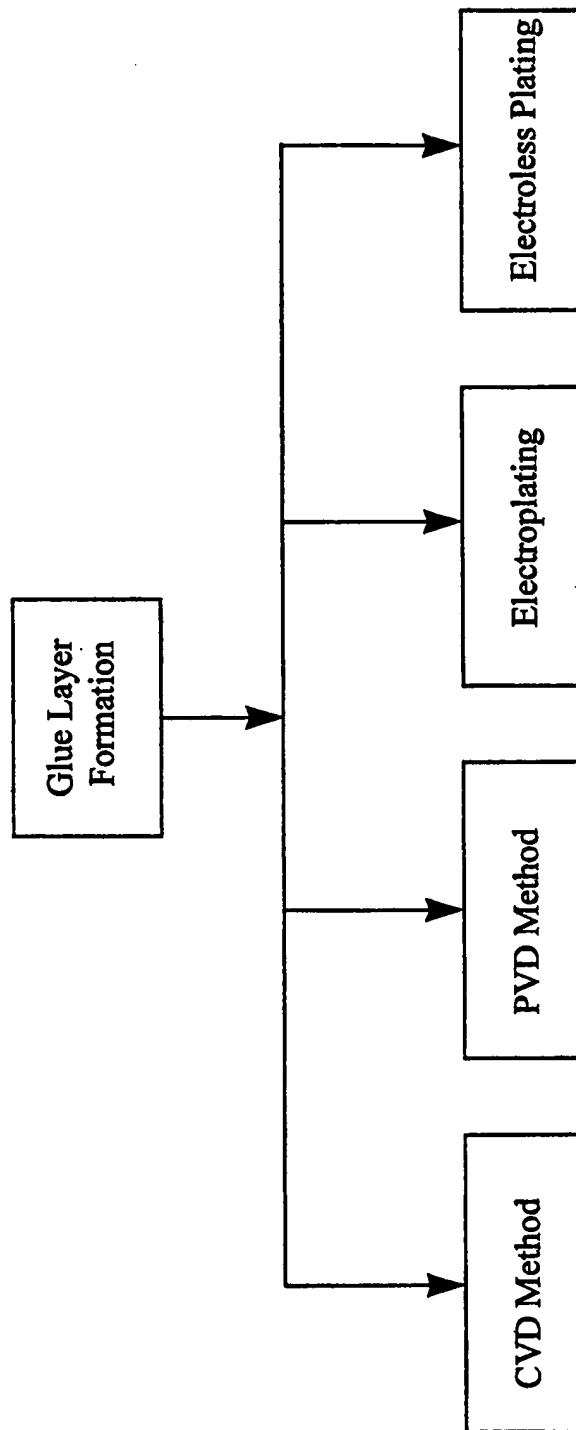 Glue Layer
Formation
CVD Method
PVD Method
Electroplating
Electroless Plating